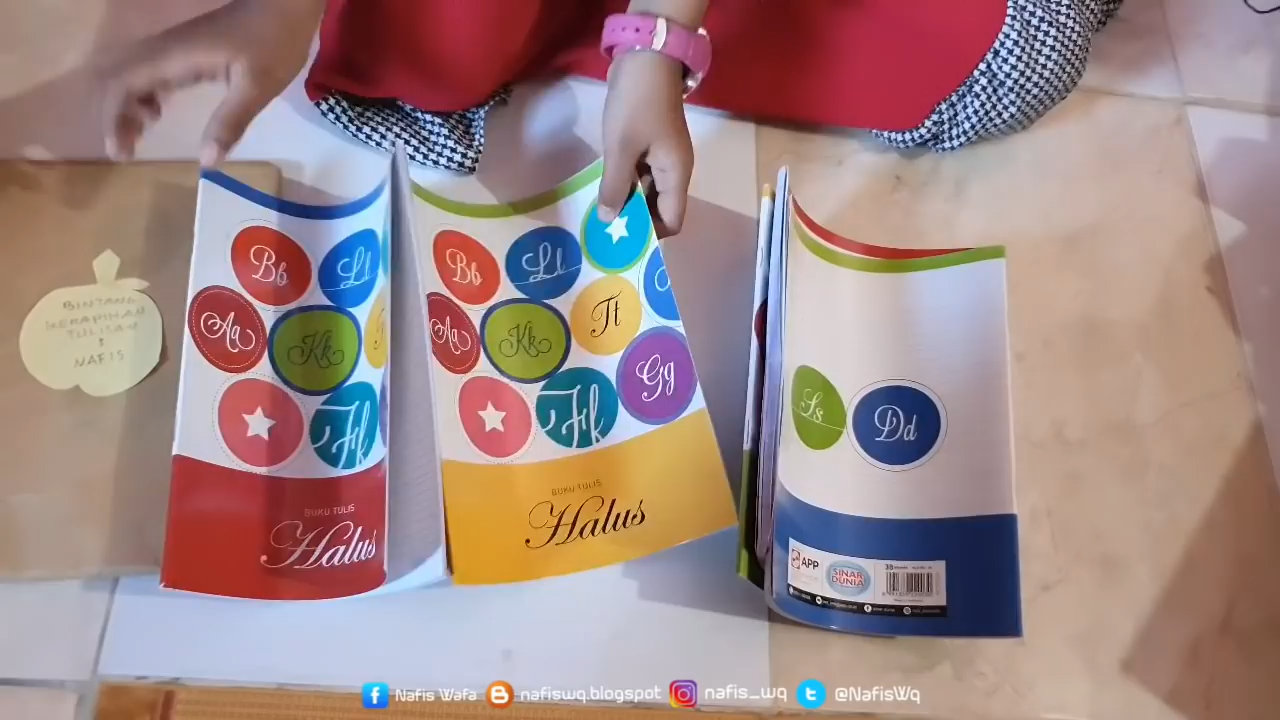 BINTANG
KERAPIHAN
TULISAN
:
NAFIS
Bb
Ll
Aa
Kk
Ff
BUKU TULIS
Halus
Bb
Ll
Aa
Kk
Tt
Gg
Ff
BUKU TULIS
Halus
Ss
Dd
APP
SINAR
DUNIA
38
Nafis Wafa
nafiswq.blogspot
nafis_wq
@NafisWq